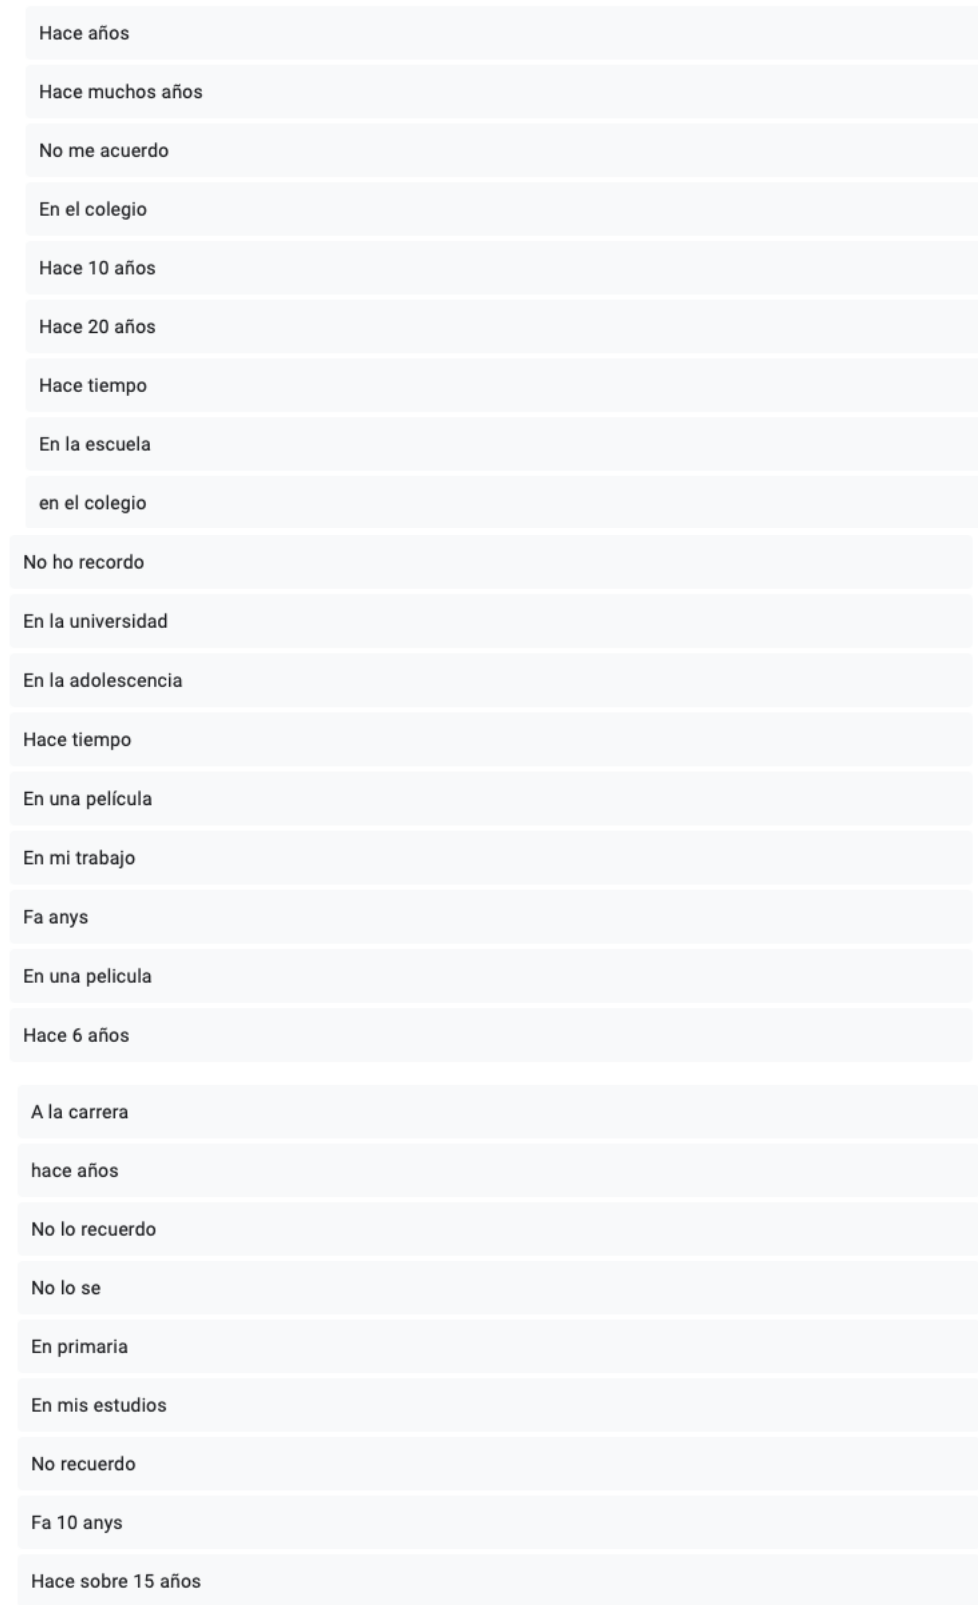 Hace años
Hace muchos años
No me acuerdo
En el colegio
Hace 10 años
Hace 20 años
Hace tiempo
En la escuela
en el colegio
No ho recordo
En la universidad
En la adolescencia
Hace tiempo
En una película
En mi trabajo
Fa anys
En una pelicula
Hace 6 años
A la carrera
hace años
No lo recuerdo
No lo se
En primaria
En mis estudios
No recuerdo
Fa 10 anys
Hace sobre 15 años